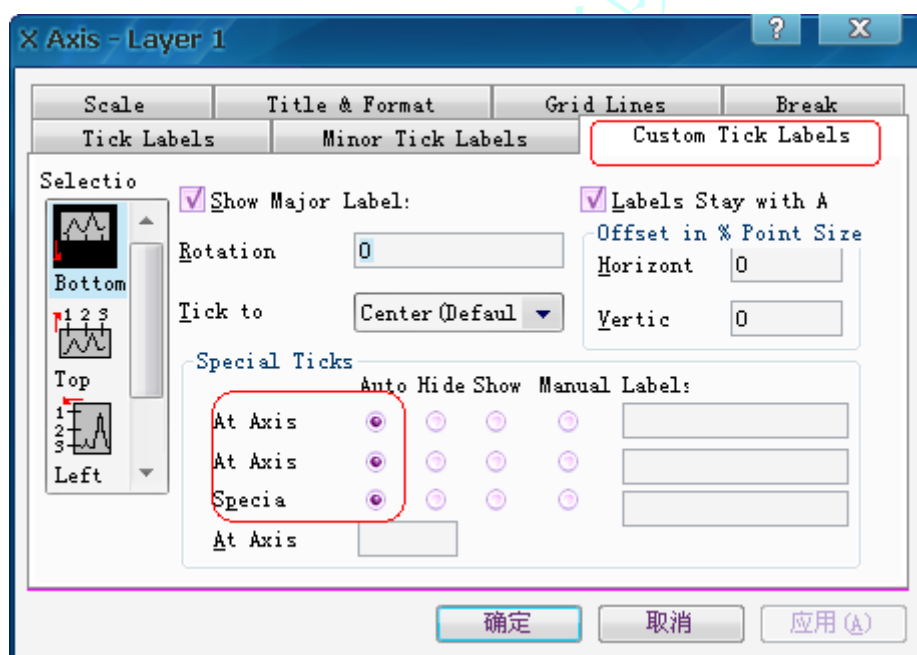 X Axis - Layer 1
? X
Scale Title & Format Grid Lines Break
Tick Labels Minor Tick Labels Custom Tick Labels
Selectio
Show Major Label:
Labels Stay with A
Offset in % Point Size
Rotation 0
Horizont 0
Bottom
Tick to Center(Defaul
Vertic 0
1 2 3
Top
Special Ticks
Auto Hide Show Manual Labels
At Axis
1
2
3
At Axis
Left
Specia
At Axis
确定 取消 应用(A)